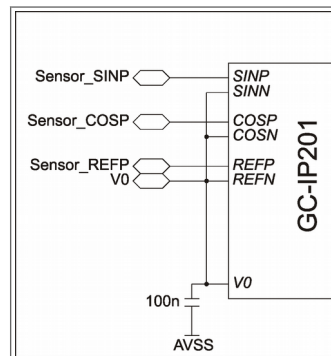 Sensor_SINP
SINP
SINN
Sensor_COSP
COSP
COSN
Sensor_REFP
REFP
V0
REFN
GC-IP201
V0
100n
AVSS